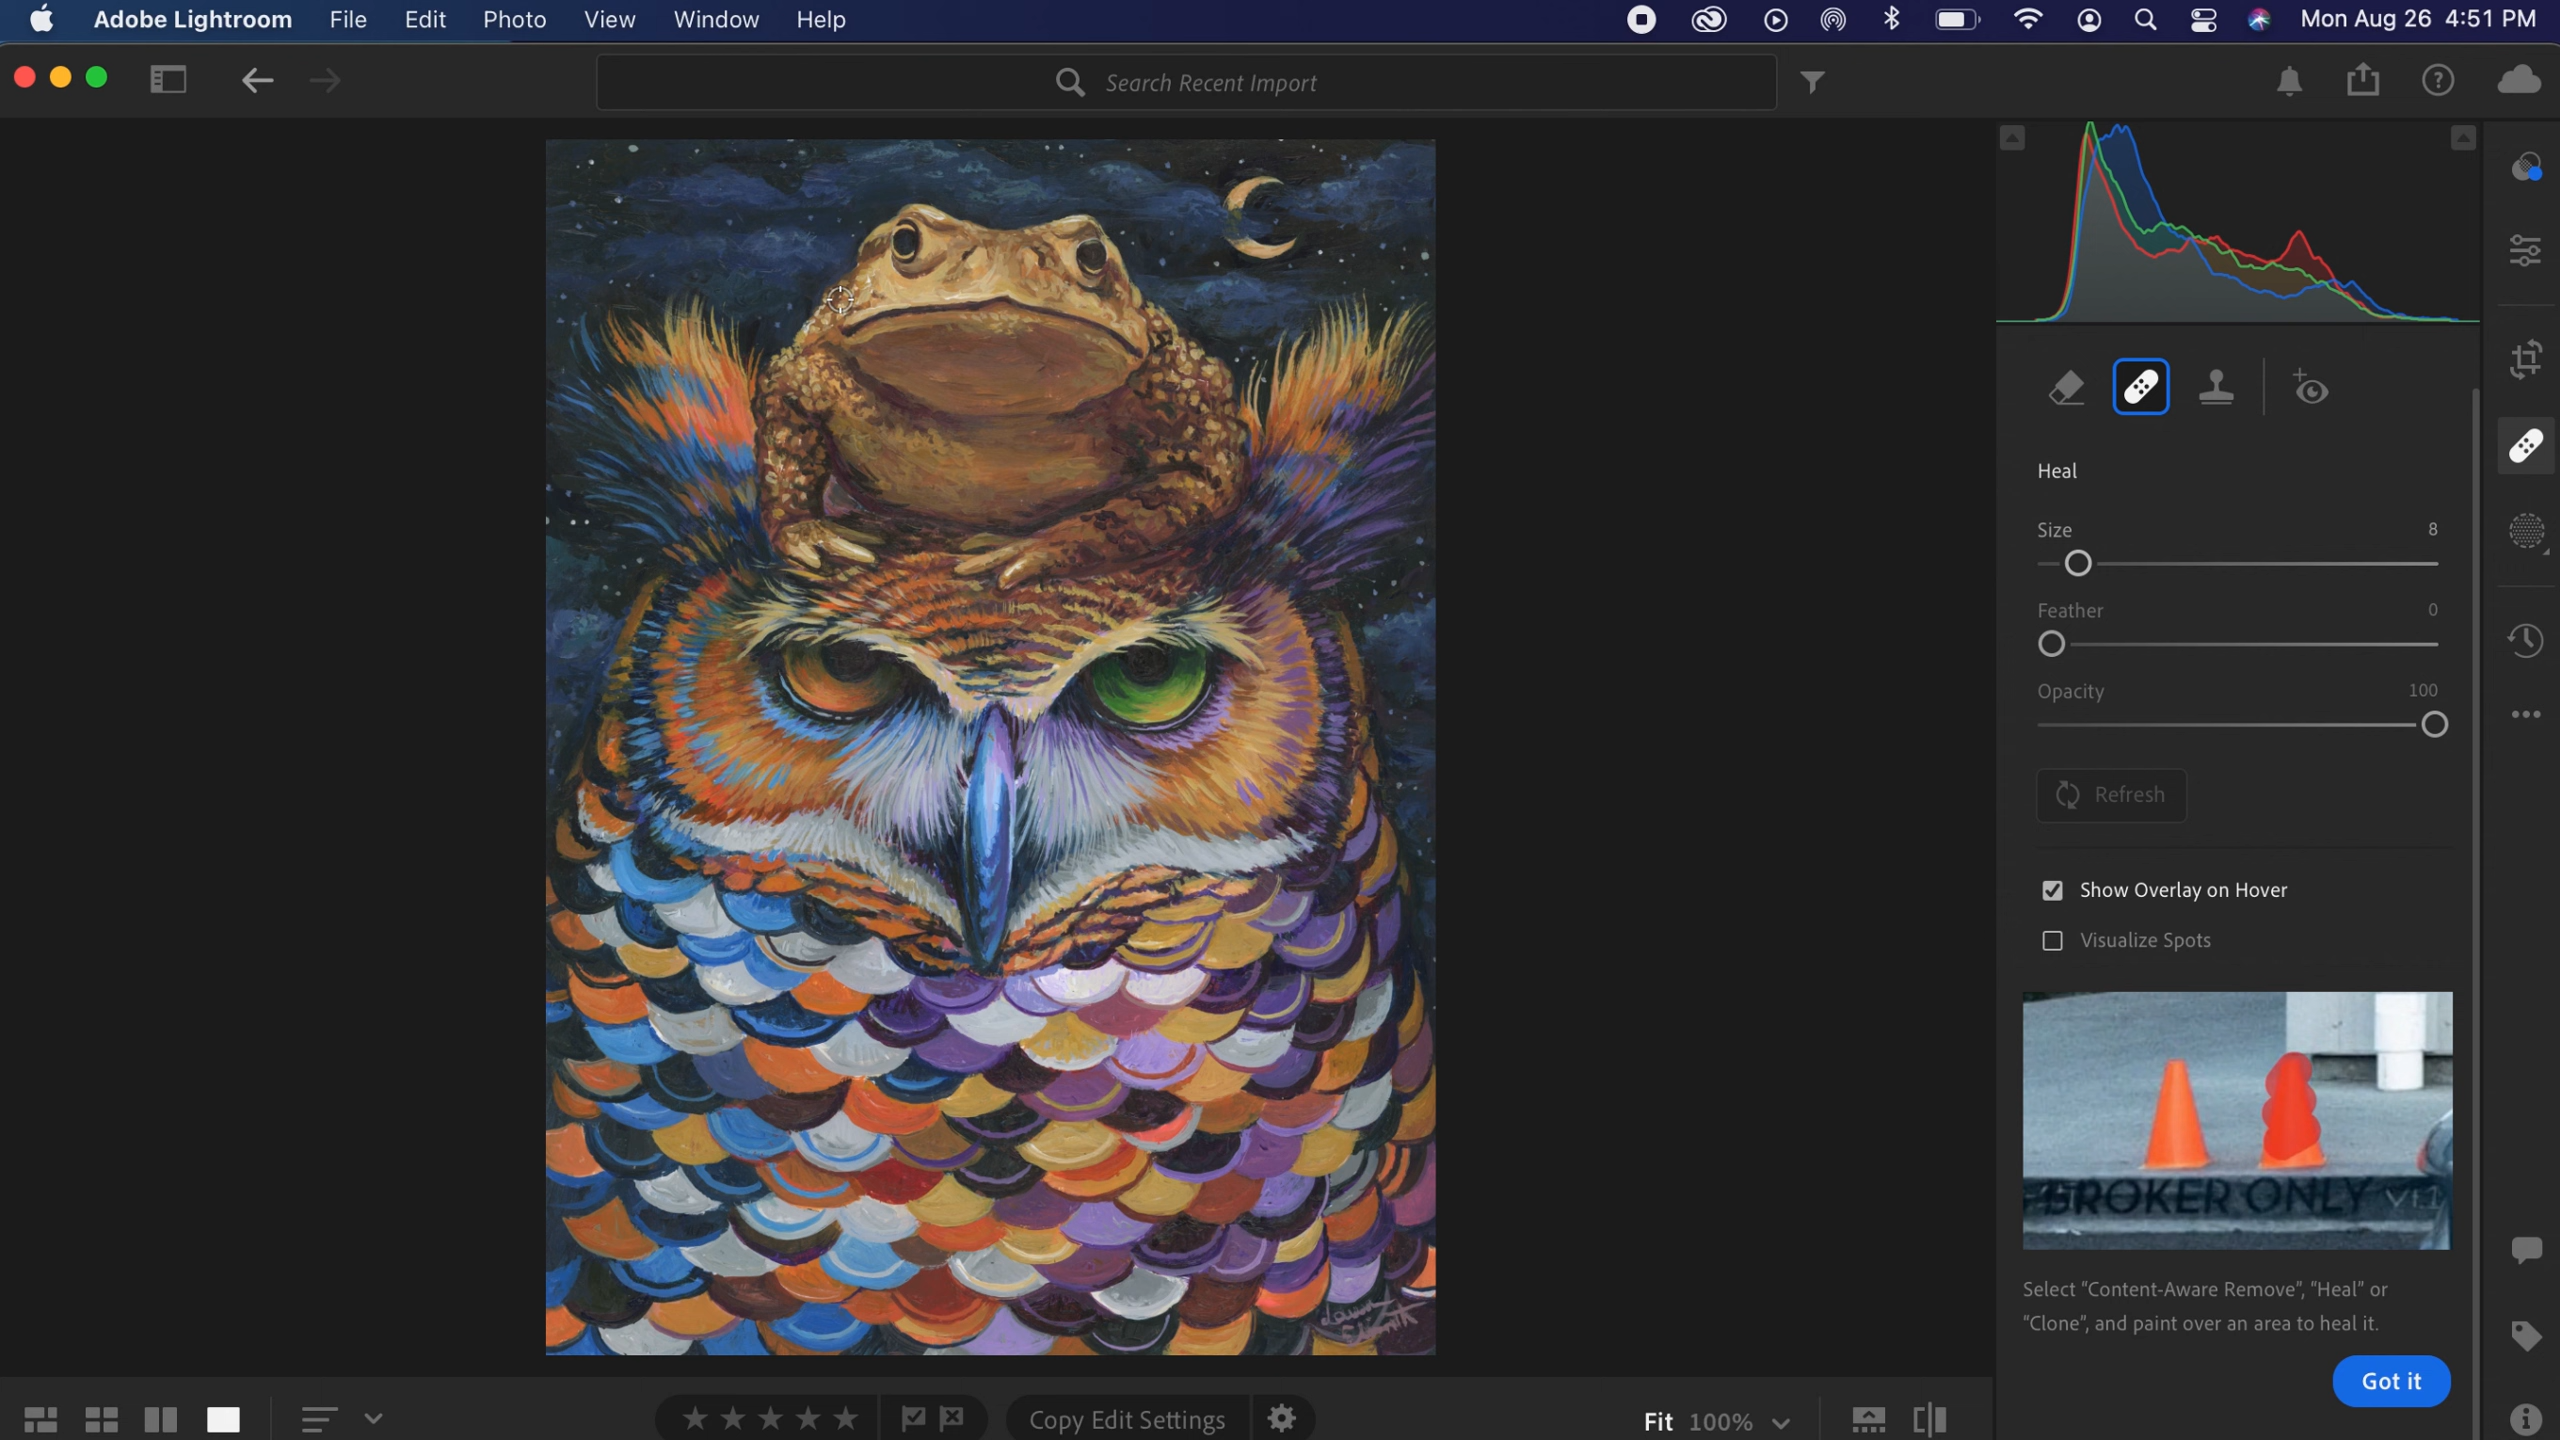 Adobe Lightroom File Edit Photo View Window Help Mon Aug 26 4:51 PM
Search Recent Import
Heal
Size 8
Feather 0
Opacity 100
Refresh
Show Overlay on Hover
Visualize Spots
BROKER ONLY
Select “Content-Aware Remove”, “Heal” or
“Clone”, and paint over an area to heal it.
Got it
Copy Edit Settings
Fit 100%